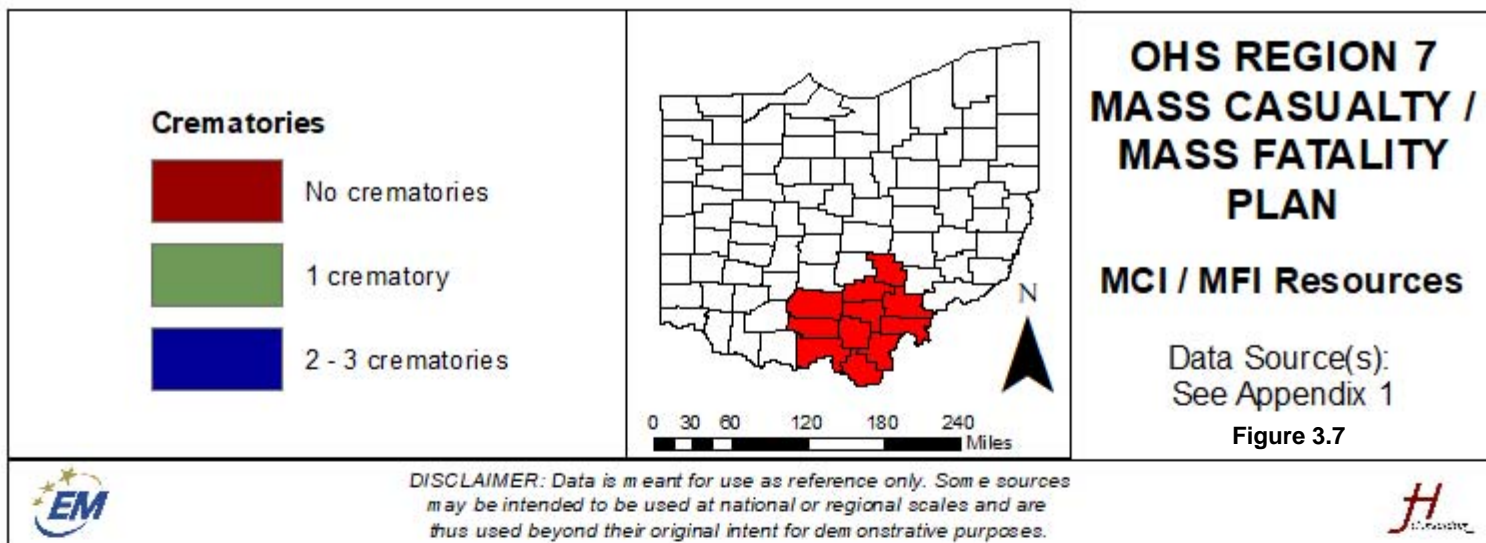 Crematories
No crematories
1 crematory
2 - 3 crematories
N
0 30 60 120 180 240
Miles
OHS REGION 7
MASS CASUALTY /
MASS FATALITY
PLAN
MCI / MFI Resources
Data Source(s):
See Appendix 1
Figure 3.7
EM
DISCLAIMER: Data is meant for use as reference only. Some sources
may be intended to be used at national or regional scales and are
thus used beyond their original intent for demonstrative purposes.